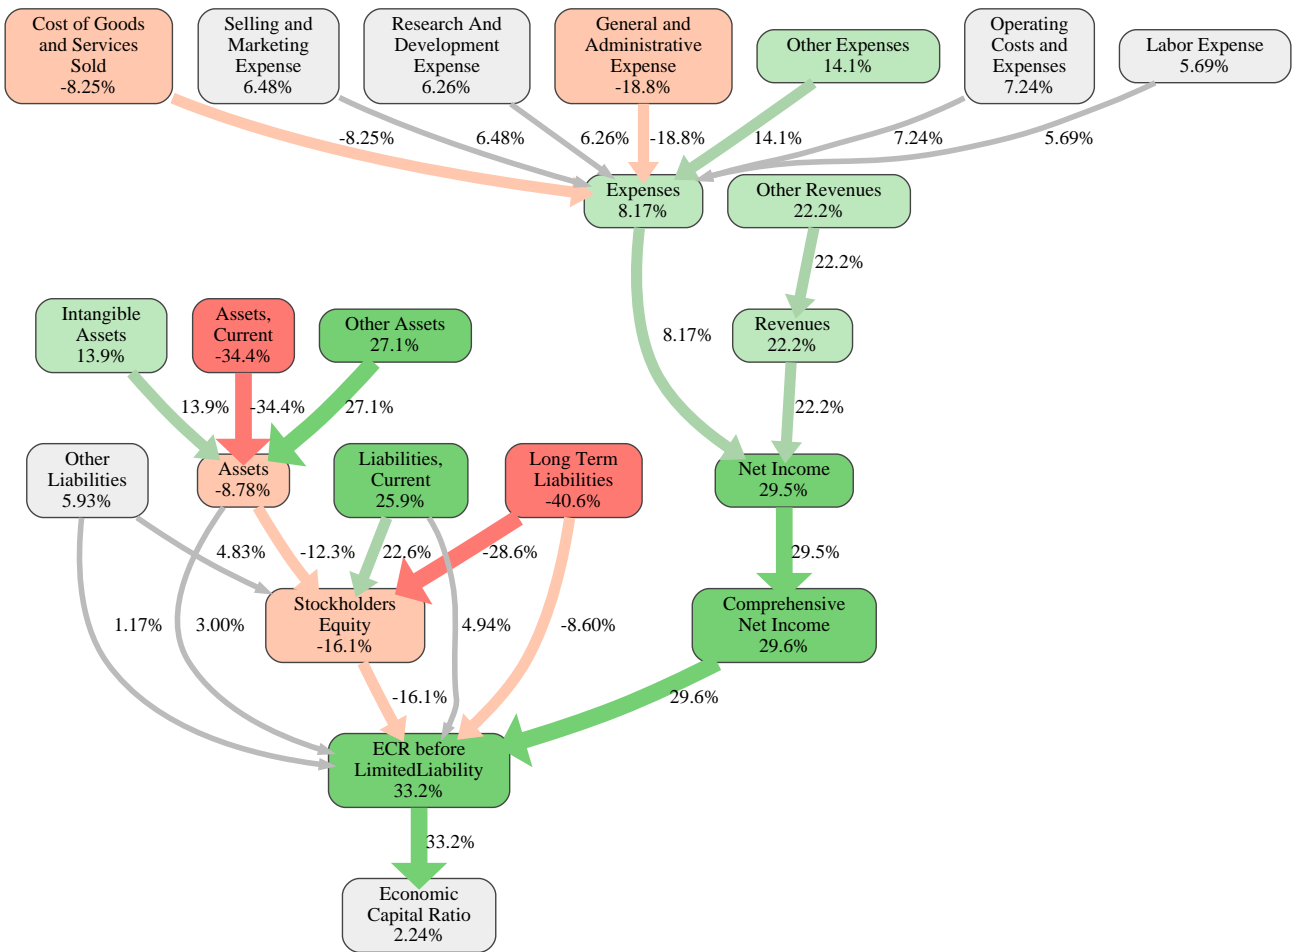 Cost of Goods
and Services
Sold
-8.25%
Selling and
Marketing
Expense
6.48%
Research And
Development
Expense
6.26%
General and
Administrative
Expense
-18.8%
Other Expenses
14.1%
Operating
Costs and
Expenses
7.24%
Labor Expense
5.69%
-8.25%
6.48%
6.26%
-18.8%
14.1%
7.24%
5.69%
Expenses
8.17%
Other Revenues
22.2%
22.2%
Intangible
Assets
13.9%
Assets,
Current
-34.4%
Other Assets
27.1%
8.17%
Revenues
22.2%
13.9%
-34.4%
27.1%
22.2%
Other
Liabilities
5.93%
Assets
-8.78%
Liabilities,
Current
25.9%
Long Term
Liabilities
-40.6%
Net Income
29.5%
4.83%
-12.3%
22.6%
-28.6%
29.5%
1.17%
3.00%
Stockholders
Equity
-16.1%
4.94%
-8.60%
Comprehensive
Net Income
29.6%
-16.1%
29.6%
ECR before
LimitedLiability
33.2%
33.2%
Economic
Capital Ratio
2.24%